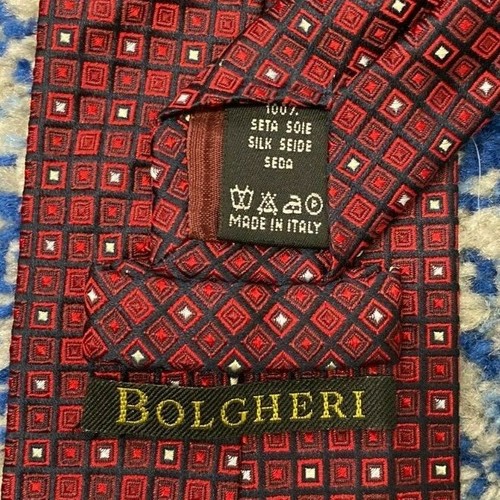 100%
SETA SOIE
SILK SEIDE
SEDA
P
MADE IN ITALY
BOLGHERI